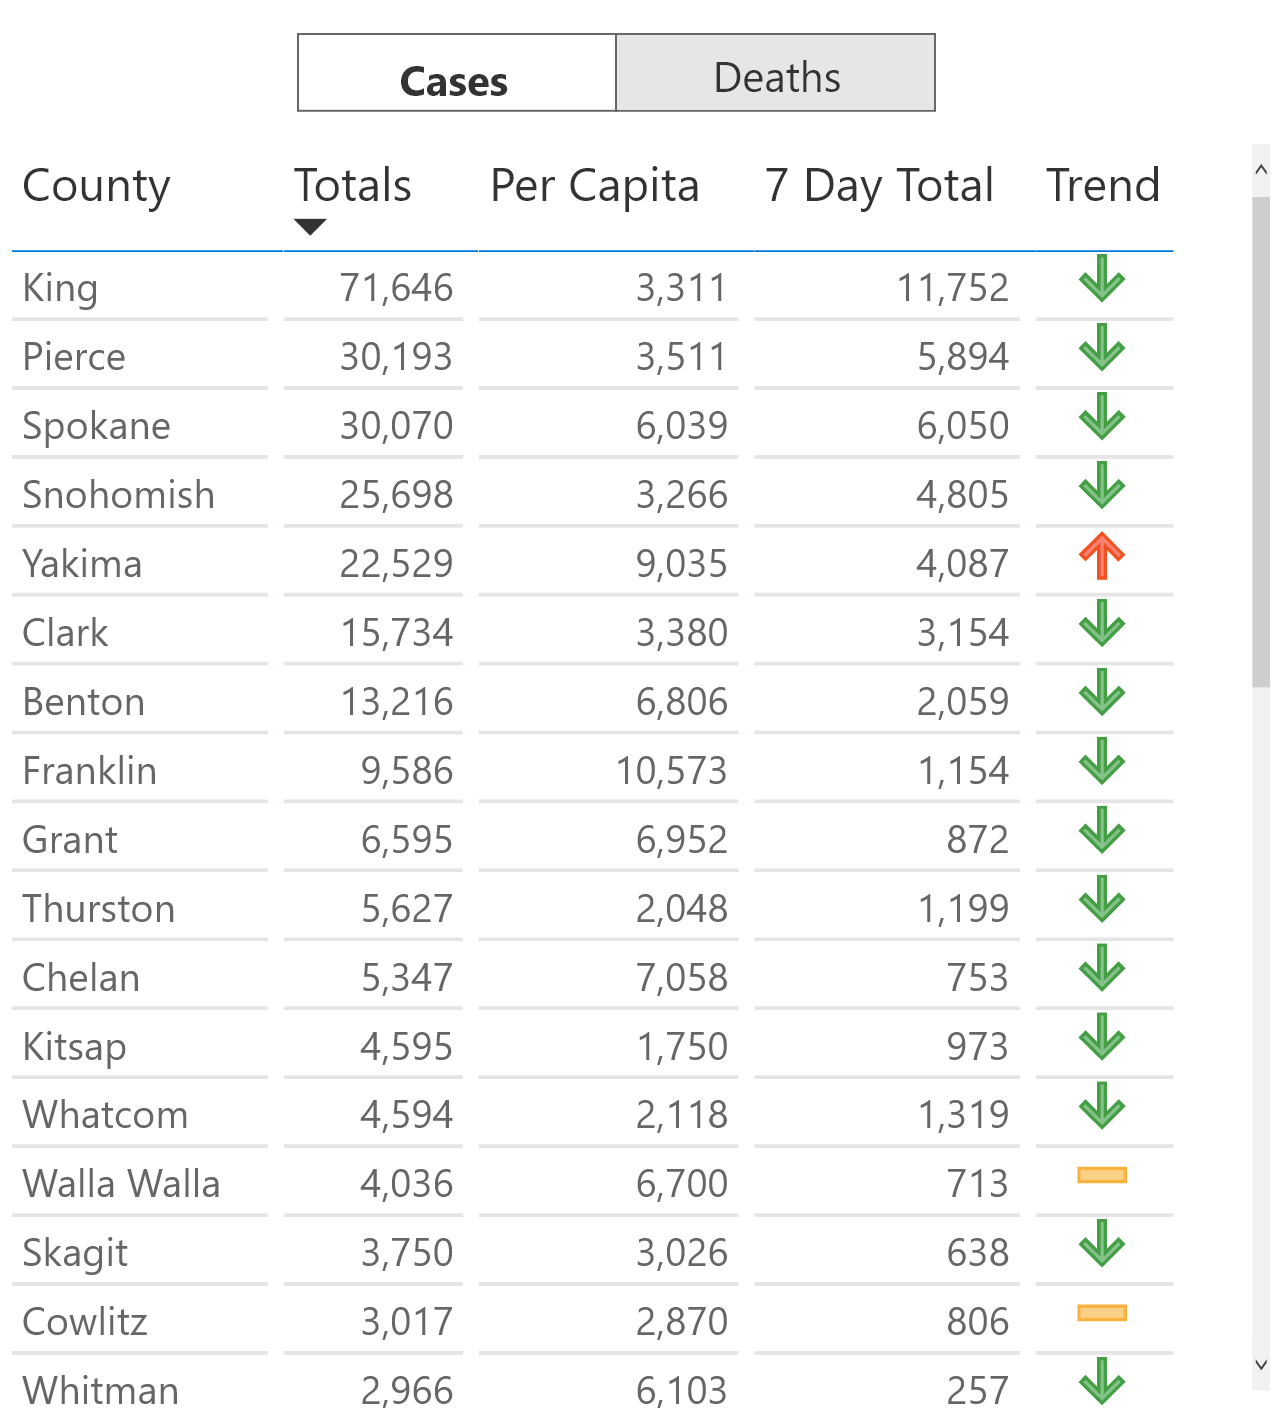 Cases Deaths
County Totals Per Capita 7 Day Total Trend
King 71,646 3,311 11,752
Pierce 30,193 3,511 5,894
Spokane 30,070 6,039 6,050
Snohomish 25,698 3,266 4,805
Yakima 22,529 9,035 4,087
Clark 15,734 3,380 3,154
Benton 13,216 6,806 2,059
Franklin 9,586 10,573 1,154
Grant 6,595 6,952 872
Thurston 5,627 2,048 1,199
Chelan 5,347 7,058 753
Kitsap 4,595 1,750 973
Whatcom 4,594 2,118 1,319
Walla Walla 4,036 6,700 713
Skagit 3,750 3,026 638
Cowlitz 3,017 2,870 806
Whitman 2,966 6,103 257